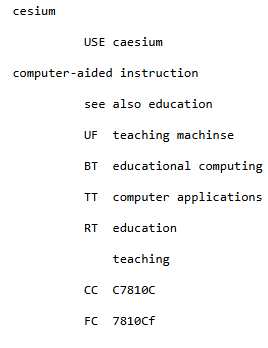 cesium
USE caesium
computer-aided instruction
see also education
UF teaching machinse
BT educational computing
TT computer applications
RT education
teaching
CC C7810C
FC 7810Cf